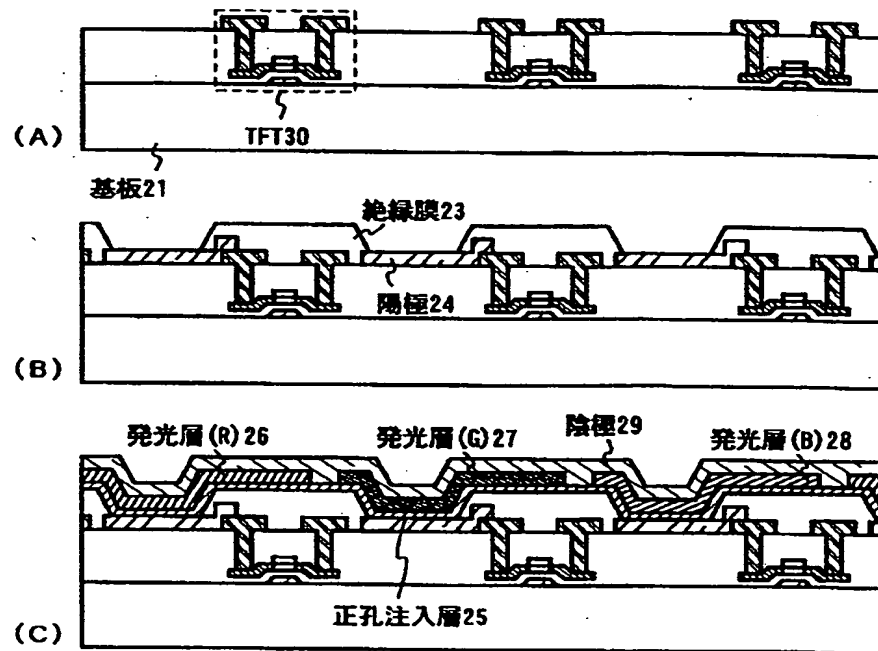 TFT30
(A)
基板21
絶縁膜23
陽極24
(B)
発光層(R)26
発光層(G)27
陰極29
発光層(B)28
正孔注入層25
(C)